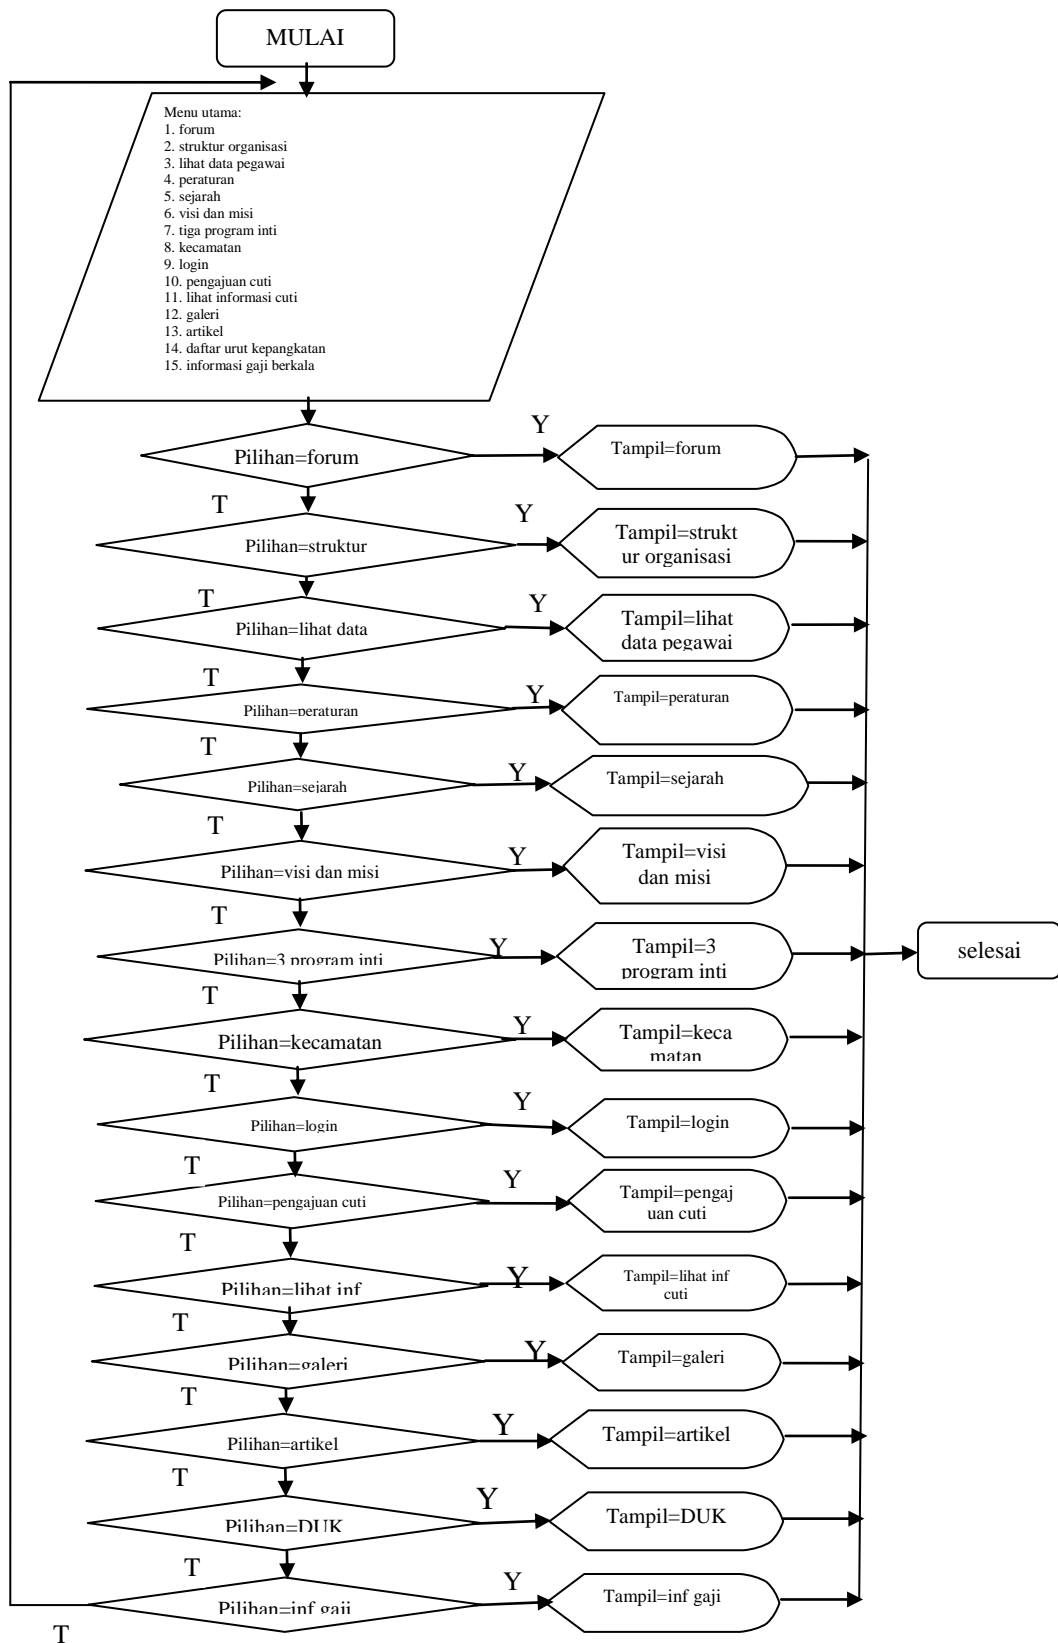 MULAI
Menu utama:
1. forum
2. struktur organisasi
3. lihat data pegawai
4. peraturan
5. sejarah
6. visi dan misi
7. tiga program inti
8. kecamatan
9. login
10. pengajuan cuti
11. lihat informasi cuti
12. galeri
13. artikel
14. daftar urut kepangkatan
15. informasi gaji berkala
Pilihan=forum
Y
Tampil=forum
T
Pilihan=struktur
Y
Tampil=strukt
ur organisasi
T
Pilihan=lihat data
Y
Tampil=lihat
data pegawai
T
Pilihan=peraturan
Y
Tampil=peraturan
T
Pilihan=sejarah
Y
Tampil=sejarah
T
Pilihan=visi dan misi
Y
Tampil=visi
dan misi
T
Pilihan=3 program inti
Y
Tampil=3
program inti
selesai
T
Pilihan=kecamatan
Y
Tampil=keca
matan
T
Pilihan=login
Y
Tampil=login
T
Pilihan=pengajuan cuti
Y
Tampil=pengaj
uan cuti
T
Pilihan=lihat inf
Y
Tampil=lihat inf
cuti
T
Pilihan=galeri
Y
Tampil=galeri
T
Pilihan=artikel
Y
Tampil=artikel
T
Pilihan=DUK
Y
Tampil=DUK
T
Pilihan=inf gaji
Y
Tampil=inf gaji
T